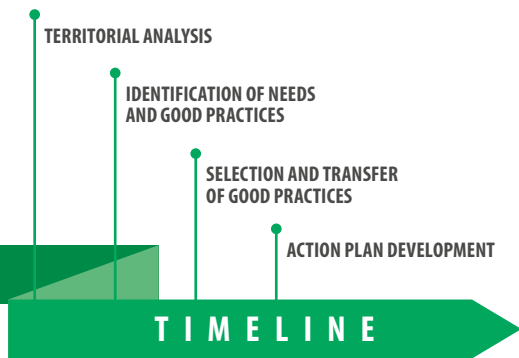 TERRITORIAL ANALYSIS
IDENTIFICATION OF NEEDS
AND GOOD PRACTICES
SELECTION AND TRANSFER
OF GOOD PRACTICES
ACTION PLAN DEVELOPMENT
TIMELINE